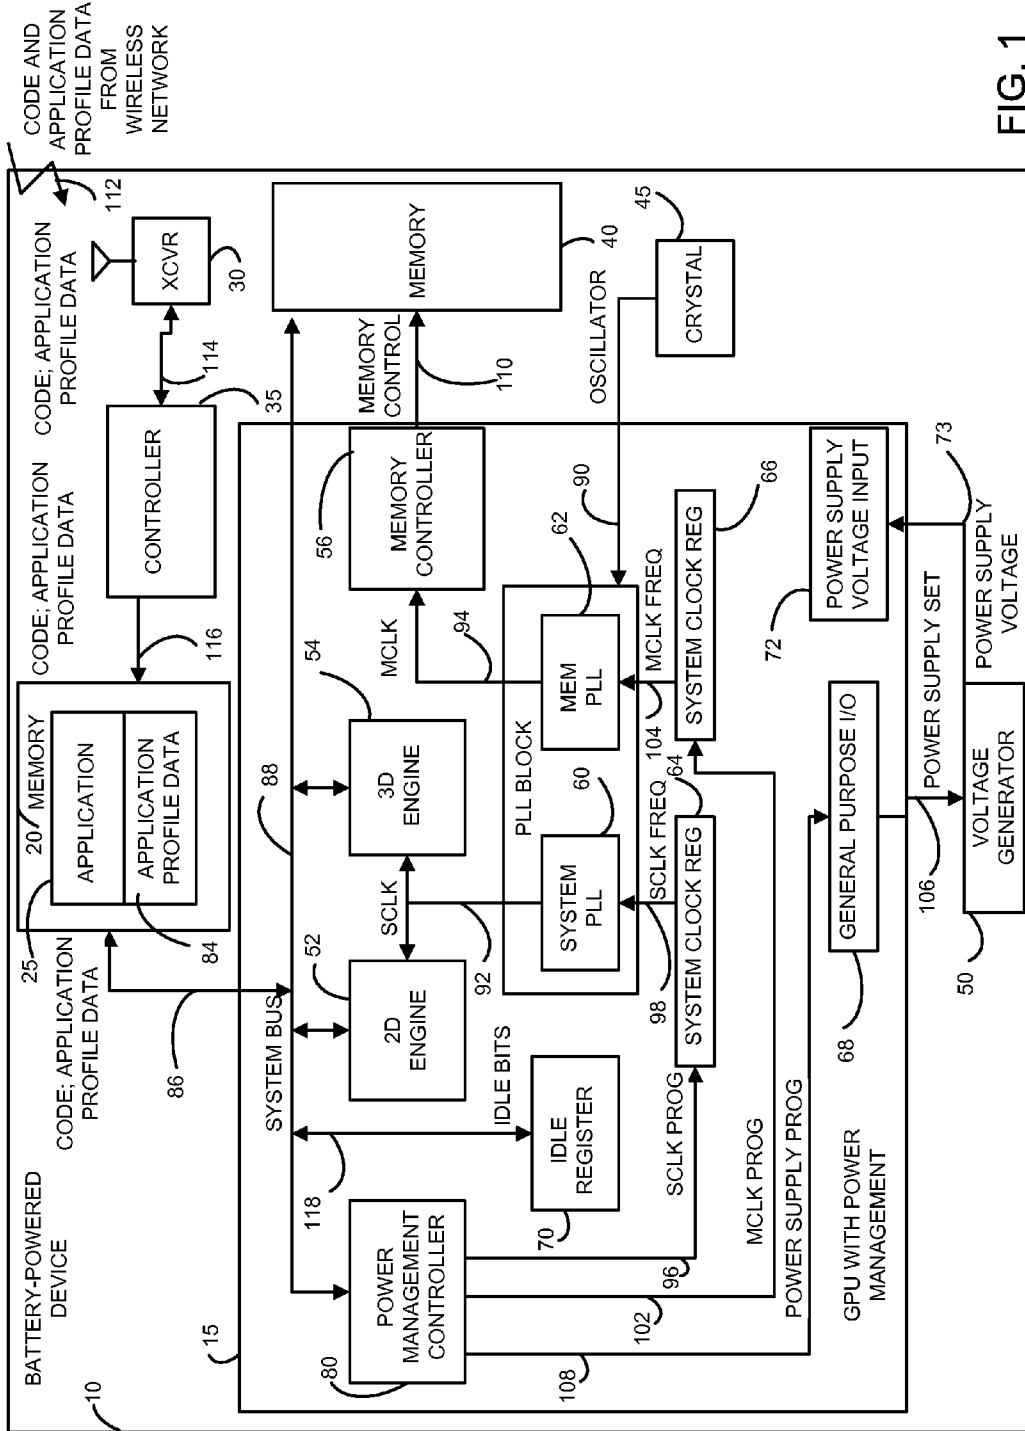 BATTERY-POWERED
DEVICE
10
15
CODE; APPLICATION
PROFILE DATA
86
25
20
MEMORY
APPLICATION
APPLICATION
PROFILE DATA
84
CODE; APPLICATION
PROFILE DATA
116
CONTROLLER
35
CODE; APPLICATION
PROFILE DATA
114
XCVR
30
112
CODE AND
APPLICATION
PROFILE DATA
FROM
WIRELESS
NETWORK
SYSTEM BUS
88
118
POWER
MANAGEMENT
CONTROLLER
80
IDLE BITS
IDLE
REGISTER
70
2D
ENGINE
52
SCLK
92
3D
ENGINE
54
MCLK
94
MEMORY
CONTROLLER
56
MEMORY
CONTROL
110
MEMORY
40
PLL BLOCK
SYSTEM
PLL
60
MEM
PLL
62
90
OSCILLATOR
CRYSTAL
45
SCLK FREQ
98
MCLK FREQ
104
SYSTEM CLOCK REG
64
SYSTEM CLOCK REG
66
SCLK PROG
96
MCLK PROG
102
POWER SUPPLY PROG
108
GPU WITH POWER
MANAGEMENT
GENERAL PURPOSE I/O
68
POWER SUPPLY
VOLTAGE INPUT
72
POWER SUPPLY SET
106
VOLTAGE
GENERATOR
50
POWER SUPPLY
VOLTAGE
73
FIG. 1